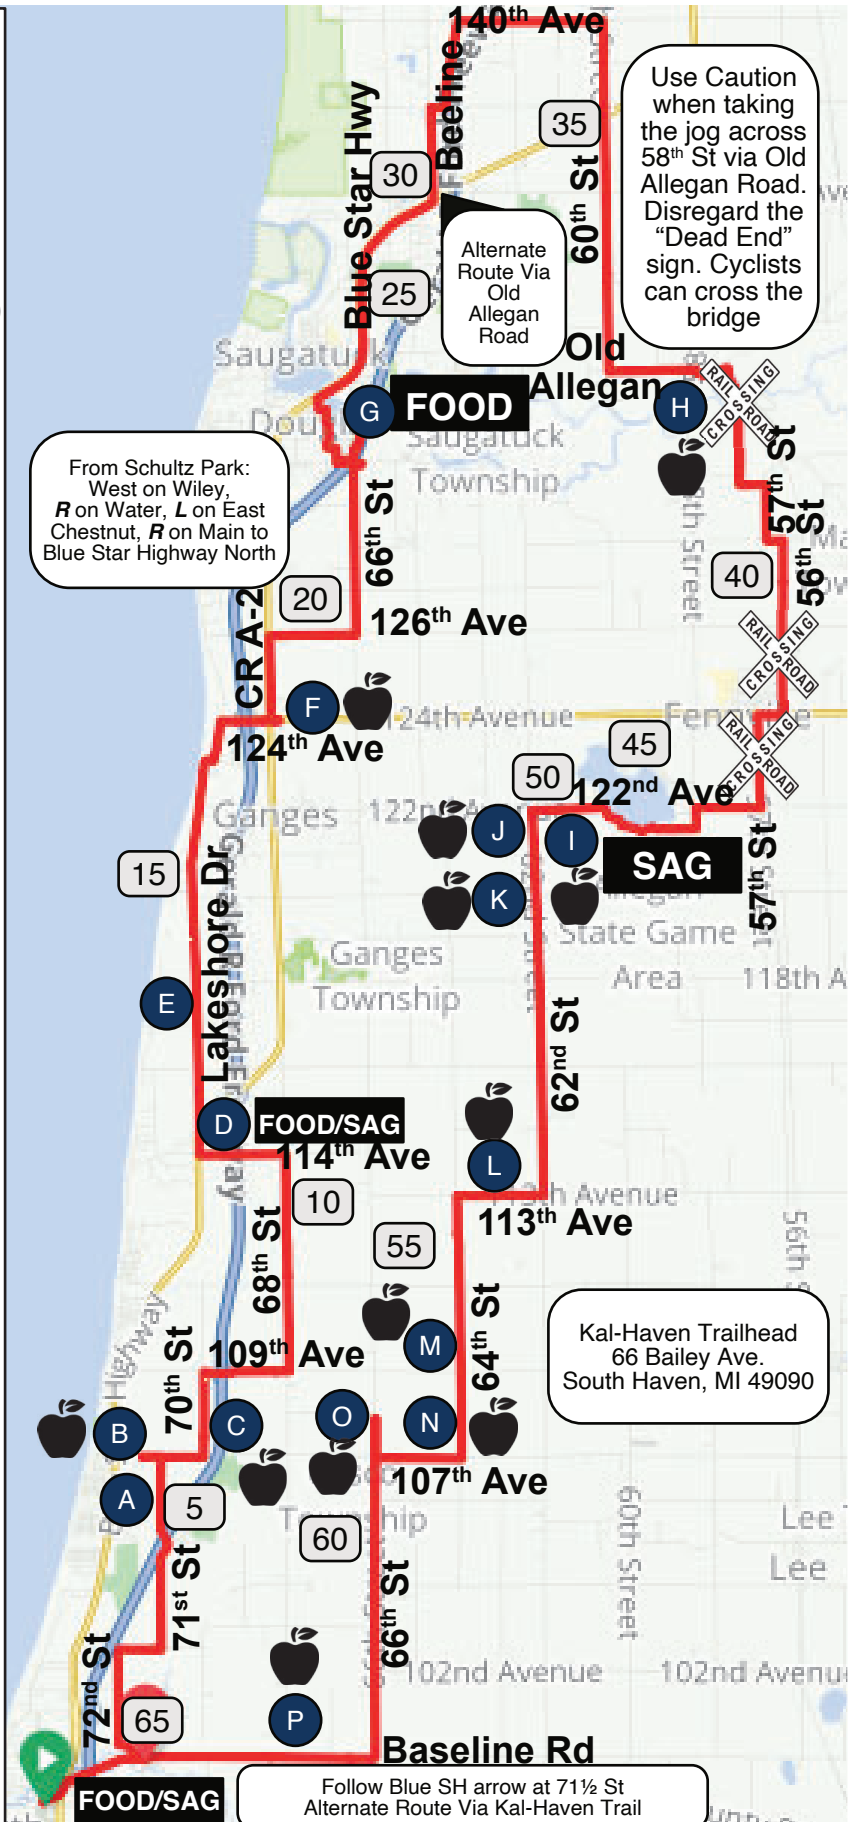 140th Ave
Blue Star Hwy
Beeline
35
60th St
30
25
Use Caution
when taking
the jog across
58th St via Old
Allegan Road.
Disregard the
“Dead End”
sign. Cyclists
can cross the
bridge
Alternate
Route Via
Old
Allegan
Road
Saugatuck
Old
Allegan
G
FOOD
H
RAIL ROAD
CROSSING
Saugatuck
Township
From Schultz Park:
West on Wiley,
R on Water, L on East
Chestnut, R on Main to
Blue Star Highway North
66th St
57th St
56th St
40
20
126th Ave
CR A-2
RAIL ROAD
CROSSING
F
124th Avenue
Fennville
124th Ave
45
RAIL ROAD
CROSSING
50
122nd Ave
Ganges
J
I
SAG
57th St
15
K
Lakeshore Dr
State Game
Area
118th A
Ganges
Township
E
62nd St
D
FOOD/SAG
114th Ave
L
10
113th Ave
68th St
55
56th S
64th St
M
Kal-Haven Trailhead
66 Bailey Ave.
South Haven, MI 49090
Highway
70th St
109th Ave
B
C
O
N
A
5
107th Ave
60
60th Street
Lee
Lee
71st St
66th St
72nd St
102nd Avenue
102nd Avenu
65
P
Baseline Rd
FOOD/SAG
Follow Blue SH arrow at 71½ St
Alternate Route Via Kal-Haven Trail